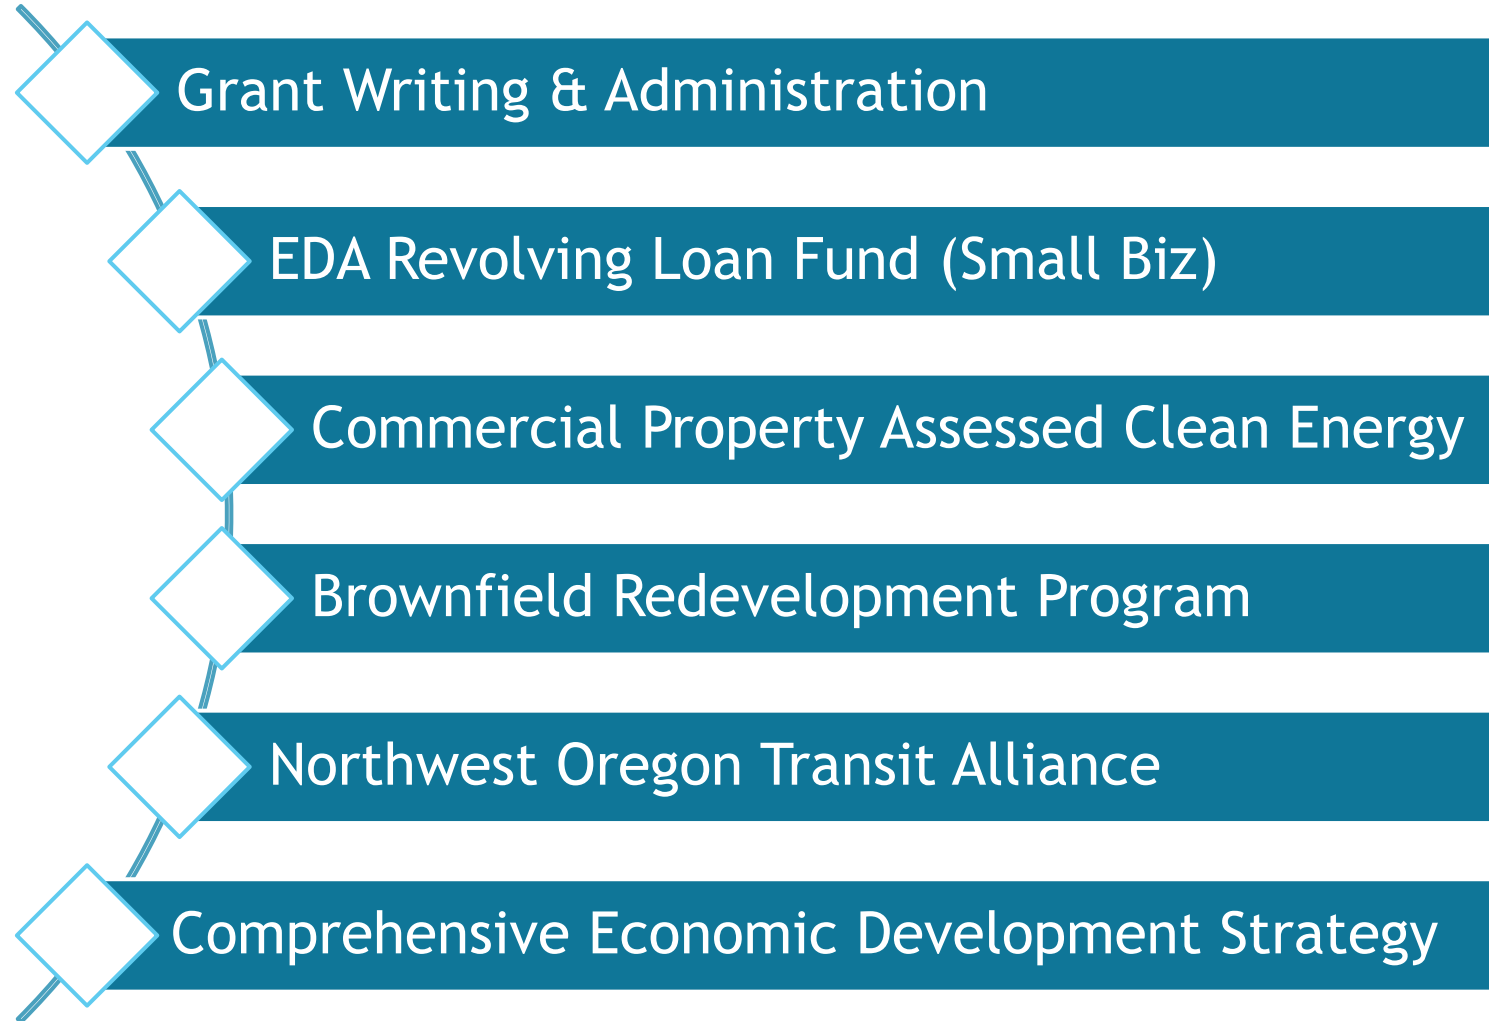 Grant Writing & Administration
EDA Revolving Loan Fund (Small Biz)
Commercial Property Assessed Clean Energy
Brownfield Redevelopment Program
Northwest Oregon Transit Alliance
Comprehensive Economic Development Strategy